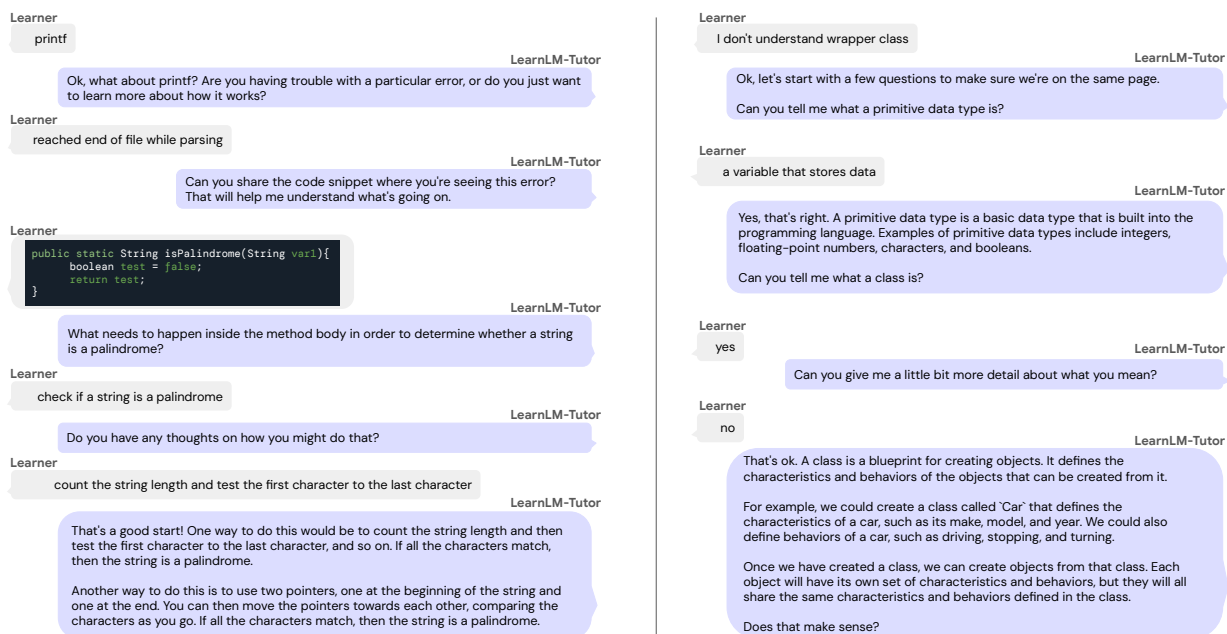 Learner
printf
LearnLM-Tutor
Ok, what about printf? Are you having trouble with a particular error, or do you just want
to learn more about how it works?
Learner
reached end of file while parsing
LearnLM-Tutor
Can you share the code snippet where you're seeing this error?
That will help me understand what's going on.
Learner
public static String isPalindrome(String var1){
boolean test = false;
return test;
}
LearnLM-Tutor
What needs to happen inside the method body in order to determine whether a string
is a palindrome?
Learner
check if a string is a palindrome
LearnLM-Tutor
Do you have any thoughts on how you might do that?
Learner
count the string length and test the first character to the last character
LearnLM-Tutor
That's a good start! One way to do this would be to count the string length and then
test the first character to the last character, and so on. If all the characters match,
then the string is a palindrome.
Another way to do this is to use two pointers, one at the beginning of the string and
one at the end. You can then move the pointers towards each other, comparing the
characters as you go. If all the characters match, then the string is a palindrome.
Learner
I don't understand wrapper class
LearnLM-Tutor
Ok, let's start with a few questions to make sure we're on the same page.
Can you tell me what a primitive data type is?
Learner
a variable that stores data
LearnLM-Tutor
Yes, that's right. A primitive data type is a basic data type that is built into the
programming language. Examples of primitive data types include integers,
floating-point numbers, characters, and booleans.
Can you tell me what a class is?
Learner
yes
LearnLM-Tutor
Can you give me a little bit more detail about what you mean?
Learner
no
LearnLM-Tutor
That's ok. A class is a blueprint for creating objects. It defines the
characteristics and behaviors of the objects that can be created from it.
For example, we could create a class called `Car` that defines the
characteristics of a car, such as its make, model, and year. We could also
define behaviors of a car, such as driving, stopping, and turning.
Once we have created a class, we can create objects from that class. Each
object will have its own set of characteristics and behaviors, but they will all
share the same characteristics and behaviors defined in the class.
Does that make sense?